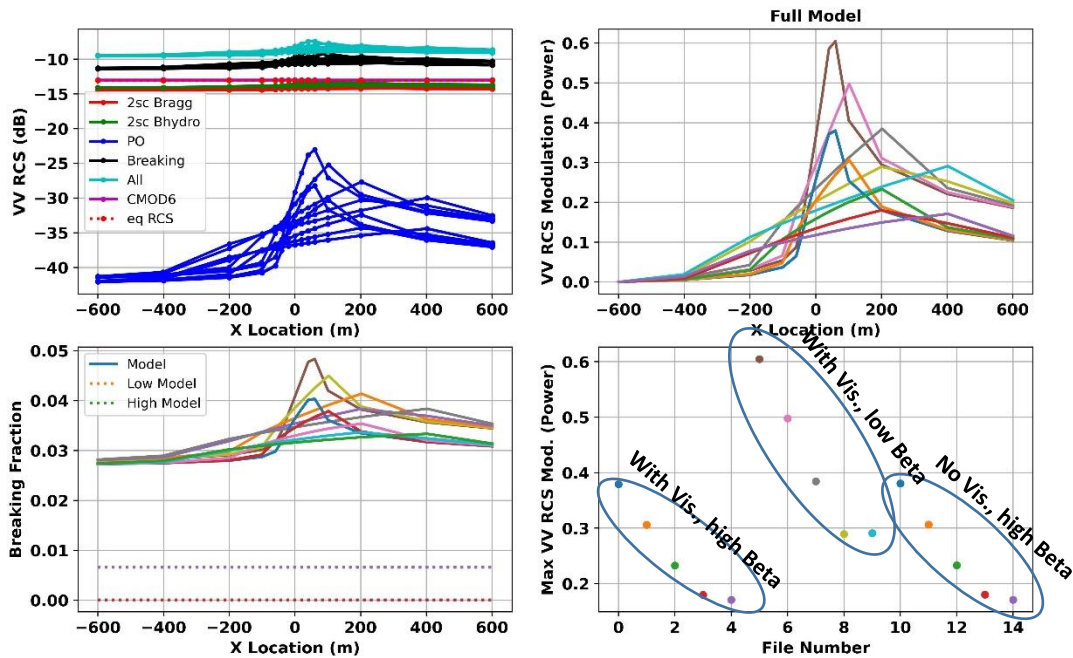 Full Model
VV RCS (dB)
−10
−15
−20
−25
−30
−35
−40
2sc Bragg
2sc Bhydro
PO
Breaking
All
CMOD6
eq RCS
−600
−400
−200
0
200
400
600
X Location (m)
VV RCS Modulation (Power)
0.6
0.5
0.4
0.3
0.2
0.1
0.0
−600
−400
−200
0
200
400
600
X Location (m)
Breaking Fraction
0.05
0.04
0.03
0.02
0.01
0.00
Model
Low Model
High Model
−600
−400
−200
0
200
400
600
X Location (m)
Max VV RCS Mod. (Power)
0.6
0.5
0.4
0.3
0.2
With Vis., high Beta
With Vis., low Beta
No Vis., high Beta
0
2
4
6
8
10
12
14
File Number